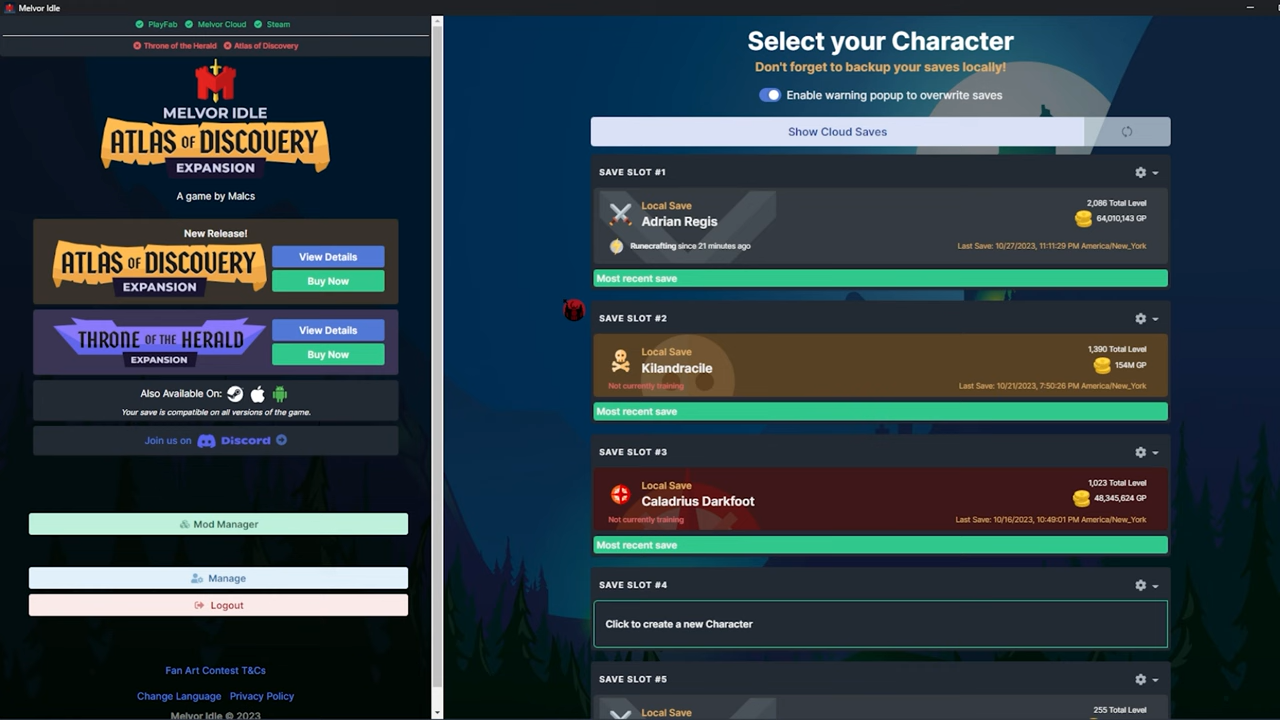 Melvor Idle
PlayFab Melvor Cloud Steam
Throne of the Herald Atlas of Discovery
MELVOR IDLE
ATLAS OF DISCOVERY
EXPANSION
A game by Malcs
New Release!
ATLAS OF DISCOVERY
EXPANSION
View Details
Buy Now
THRONE OF THE HERALD
EXPANSION
View Details
Buy Now
Also Available On:
Your save is compatible on all versions of the game.
Join us on Discord
Mod Manager
Manage
Logout
Fan Art Contest T&Cs
Change Language Privacy Policy
Melvor Idle © 2023
Select your Character
Don't forget to backup your saves locally!
Enable warning popup to overwrite saves
Show Cloud Saves
SAVE SLOT #1
Local Save
Adrian Regis
Runecrafting since 21 minutes ago
2,086 Total Level
64,010,143 GP
Last Save: 10/27/2023, 11:11:29 PM America/New_York
Most recent save
SAVE SLOT #2
Local Save
Kilandracile
Not currently training
1,390 Total Level
154M GP
Last Save: 10/21/2023, 7:50:26 PM America/New_York
Most recent save
SAVE SLOT #3
Local Save
Caladrius Darkfoot
Not currently training
1,023 Total Level
48,345,624 GP
Last Save: 10/16/2023, 10:49:01 PM America/New_York
Most recent save
SAVE SLOT #4
Click to create a new Character
SAVE SLOT #5
Local Save
255 Total Level